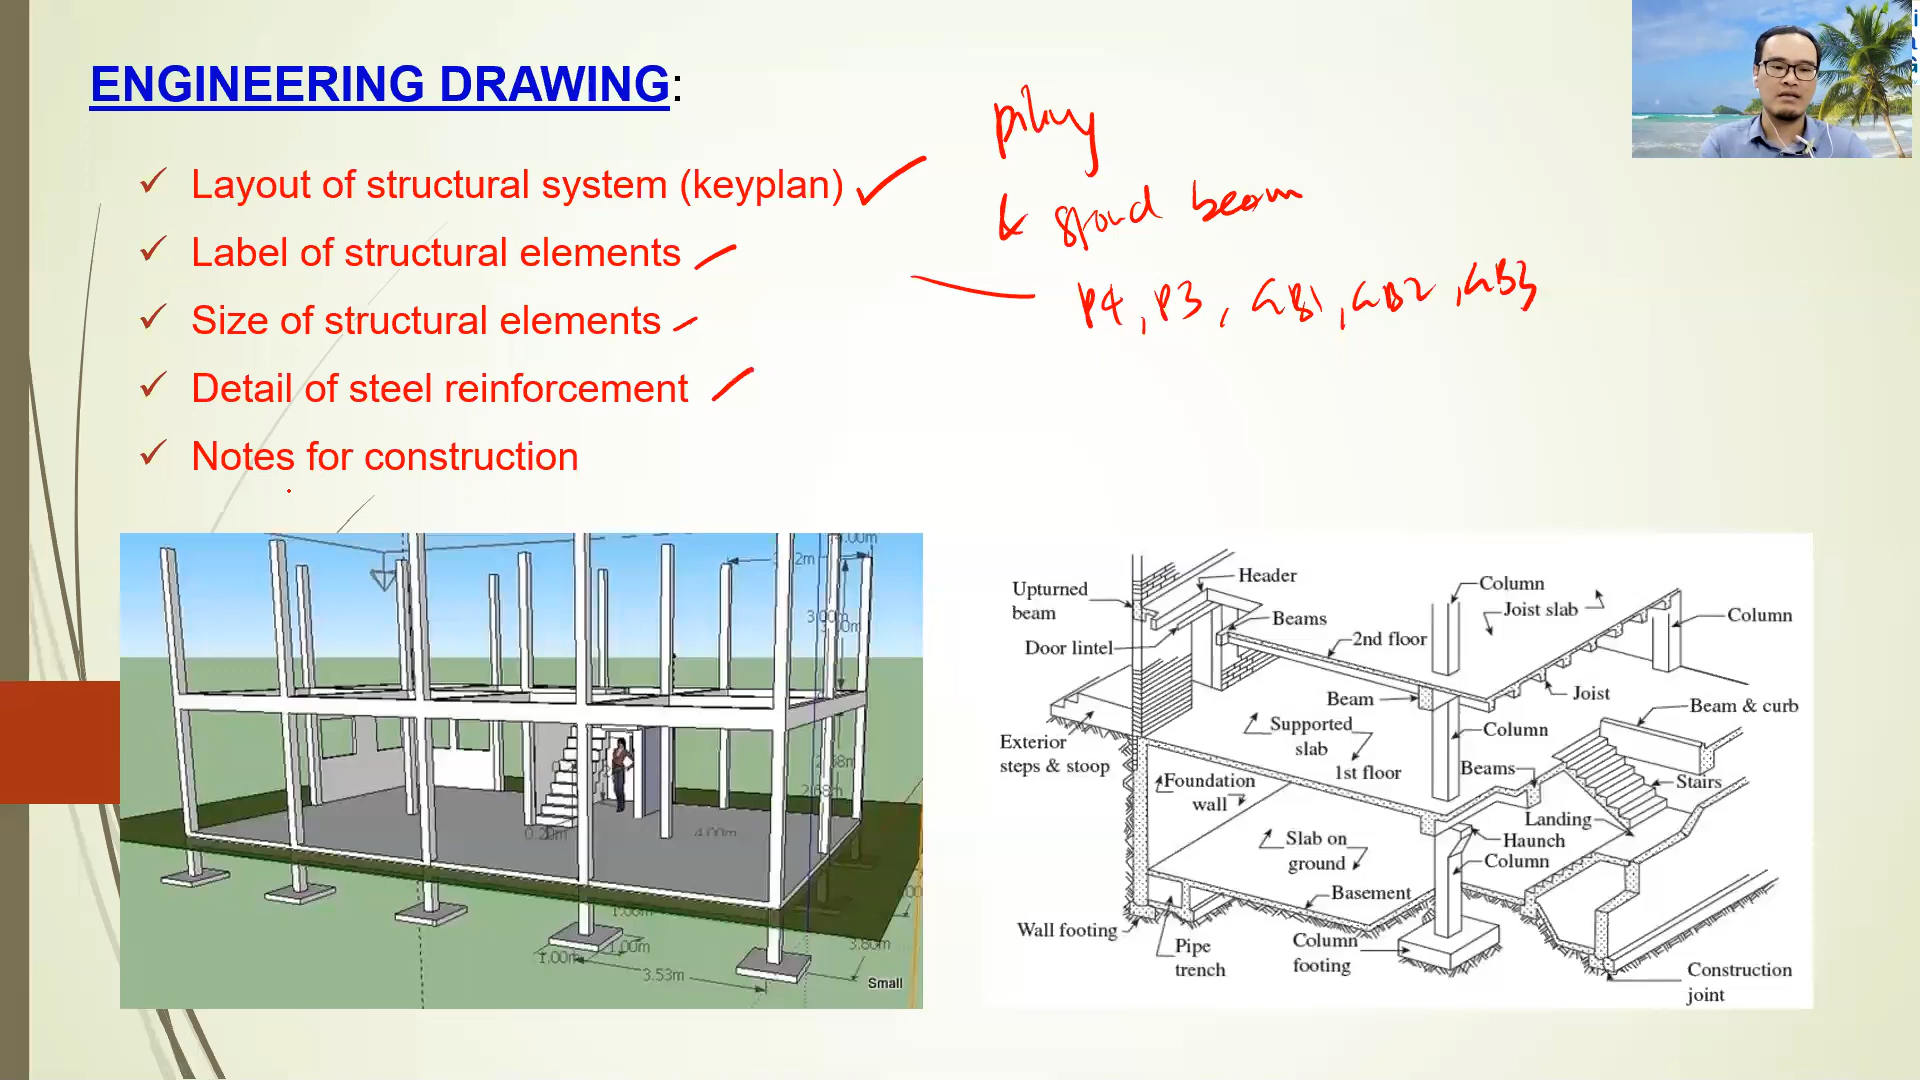 ENGINEERING DRAWING:
✓ Layout of structural system (keyplan)
✓ Label of structural elements
✓ Size of structural elements
✓ Detail of steel reinforcement
✓ Notes for construction
beam
P4, P3, GB1, GB2, GB3
3.00m
2.68m
0.20m
4.00m
1.00m
1.00m
3.53m
3.80m
Small
Upturned
beam
Header
Door lintel
Beams
2nd floor
Column
Joist slab
Column
Beam
Joist
Beam & curb
Exterior
steps & stoop
Supported
slab
1st floor
Column
Foundation
wall
Beams
Stairs
Landing
Haunch
Column
Slab on
ground
Basement
Wall footing
Pipe
trench
Column
footing
Construction
joint